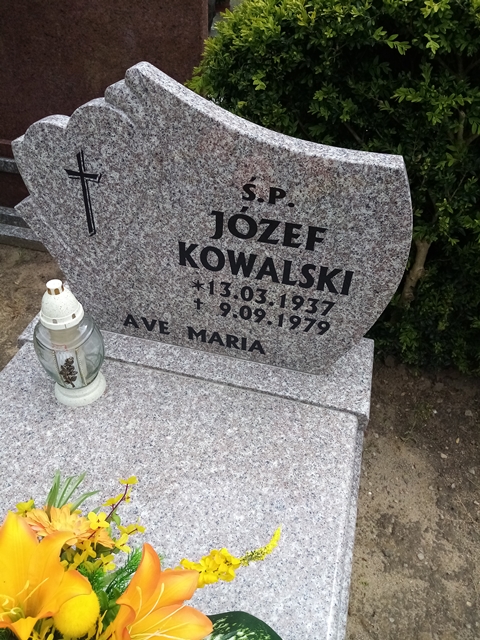 Ś.P.
JÓZEF
KOWALSKI
*13.03.1937
† 9.09.1979
AVE MARIA